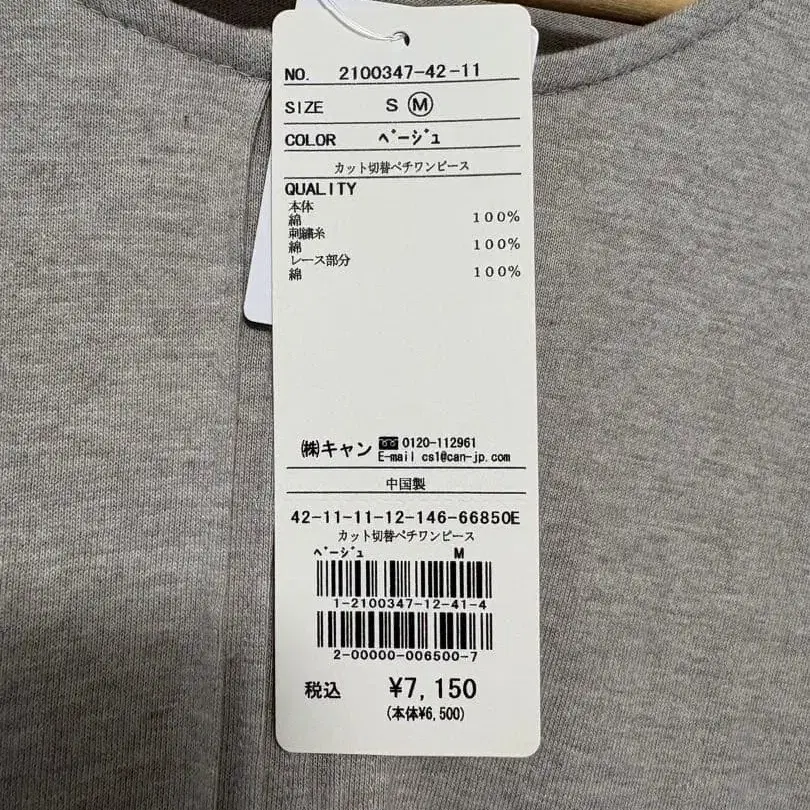 NO. 2100347-42-11
SIZE S Ⓜ
COLOR ﾍﾞｰｼﾞｭ
カット切替ペチワンピース
QUALITY
本体
綿 100%
刺繍糸
綿 100%
レース部分
綿 100%
㈱キャン 0120-112961
E-mail cs1@can-jp.com
中国製
42-11-11-12-146-66850E
カット切替ペチワンピース
ﾍﾞｰｼﾞｭ M
1-2100347-12-41-4
2-00000-006500-7
税込 ¥7,150
(本体¥6,500)